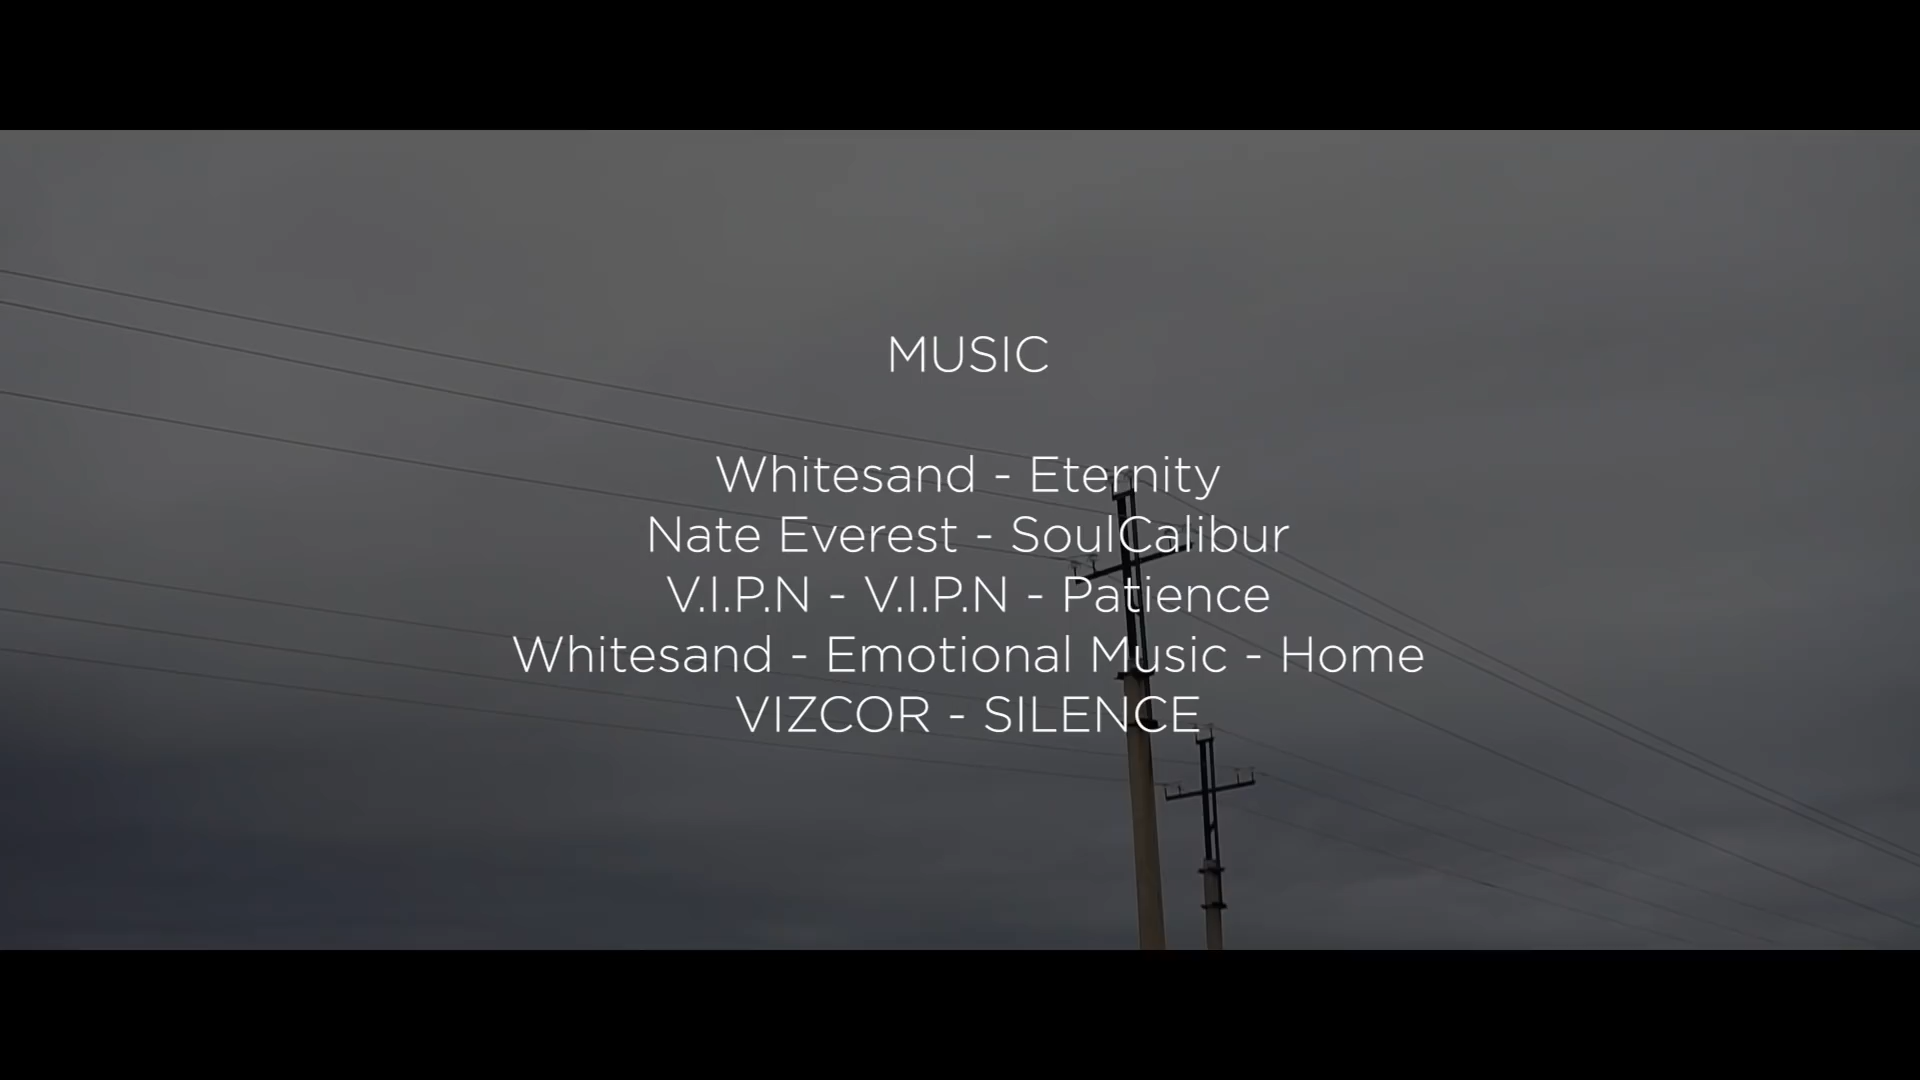 MUSIC
Whitesand - Eternity
Nate Everest - SoulCalibur
V.I.P.N - V.I.P.N - Patience
Whitesand - Emotional Music - Home
VIZCOR - SILENCE